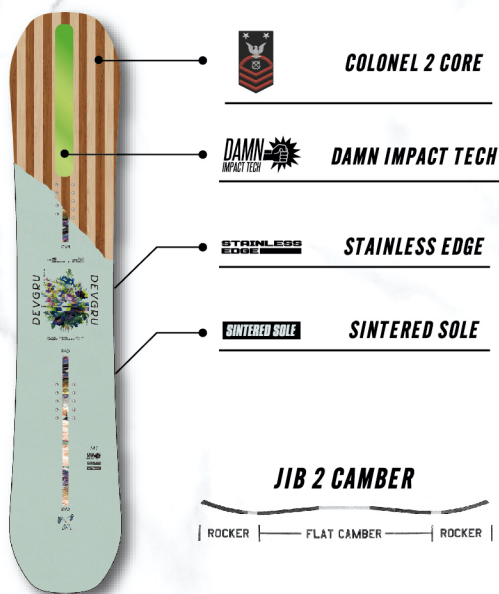 COLONEL 2 CORE
DAMN
IMPACT TECH
DAMN IMPACT TECH
STAINLESS
EDGE
STAINLESS EDGE
SINTERED SOLE
SINTERED SOLE
DEVGRU
DEVGRU
JIB 2 CAMBER
ROCKER
FLAT CAMBER
ROCKER